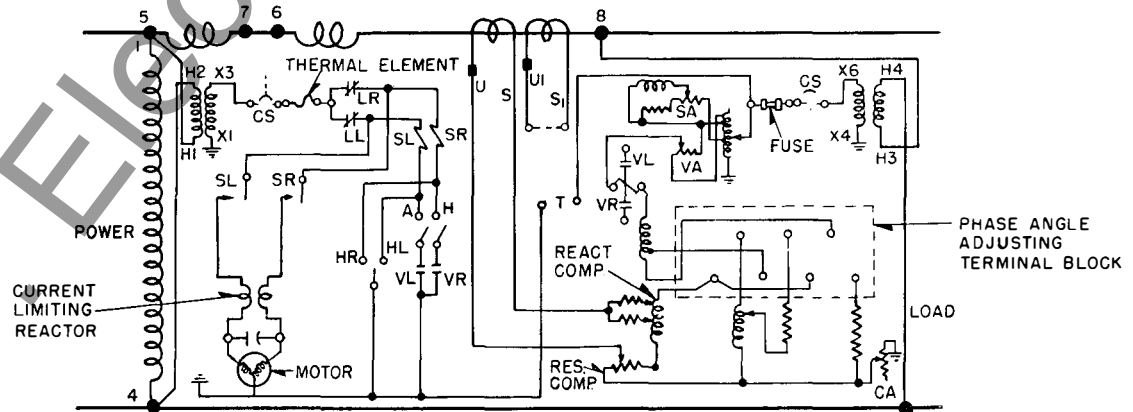 5 7 6 8
1
H2 X3
H1 X1
CS
THERMAL ELEMENT
LR
LL
SL SR
SL SR
POWER
CURRENT
LIMITING
REACTOR
MOTOR
4
A H
HR HL
VL VR
U S U1 S1
T
SA
VA
VL
VR
FUSE
CS
X6 H4
X4 H3
REACT
COMP
RES.
COMP.
PHASE ANGLE
ADJUSTING
TERMINAL BLOCK
LOAD
CA
Elec